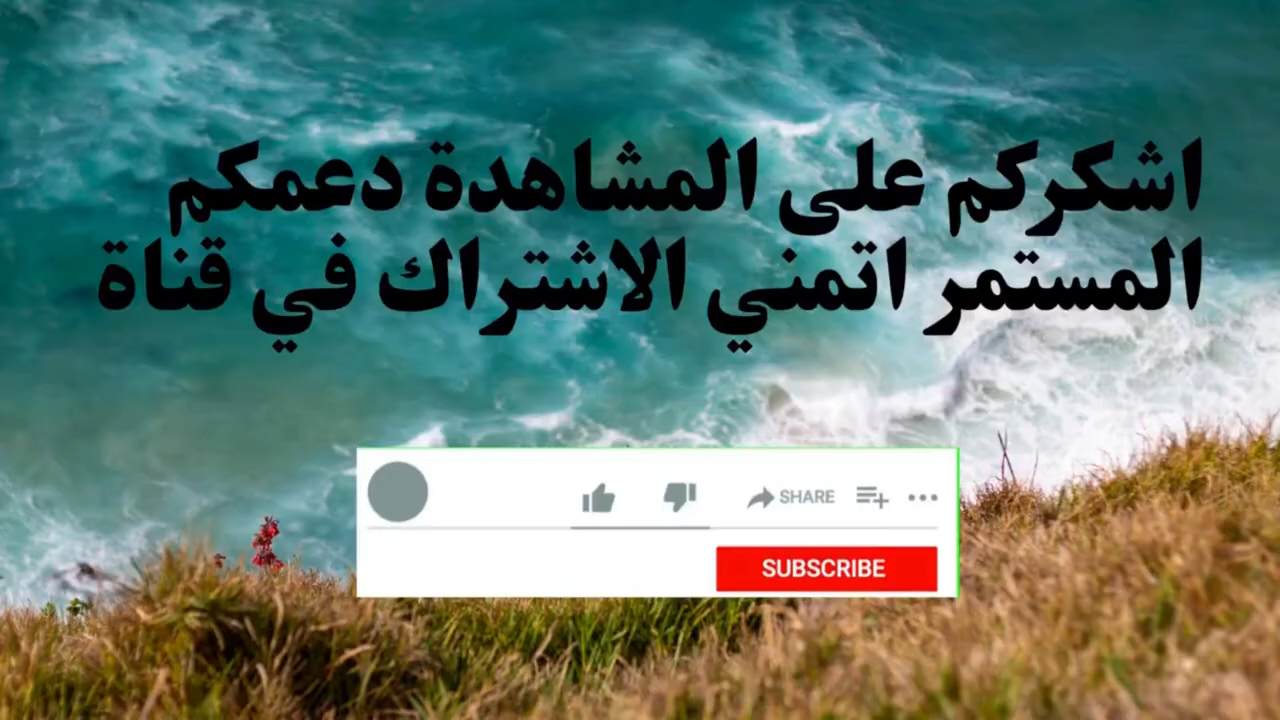 اشكركم على المشاهدة دعمكم
المستمر اتمني الاشتراك في قناة
SHARE
SUBSCRIBE